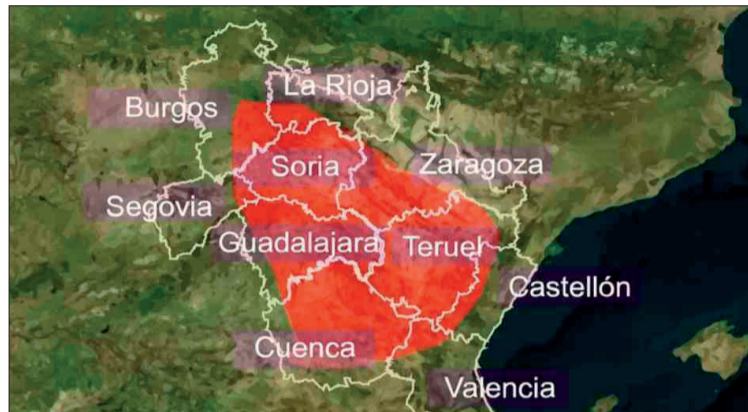 La Rioja
Burgos
Soria
Zaragoza
Segovia
Guadalajara
Teruel
Castellón
Cuenca
Valencia